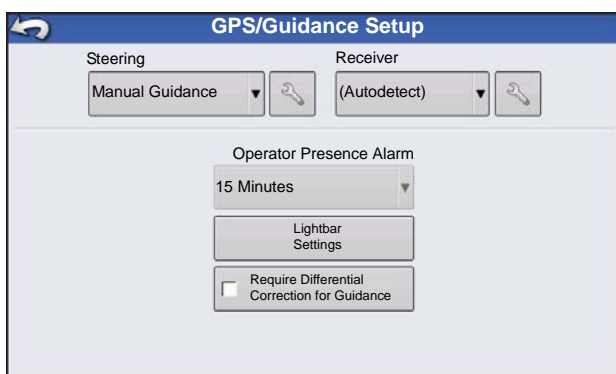 GPS/Guidance Setup
Steering
Receiver
Manual Guidance
(Autodetect)
Operator Presence Alarm
15 Minutes
Lightbar
Settings
Require Differential
Correction for Guidance